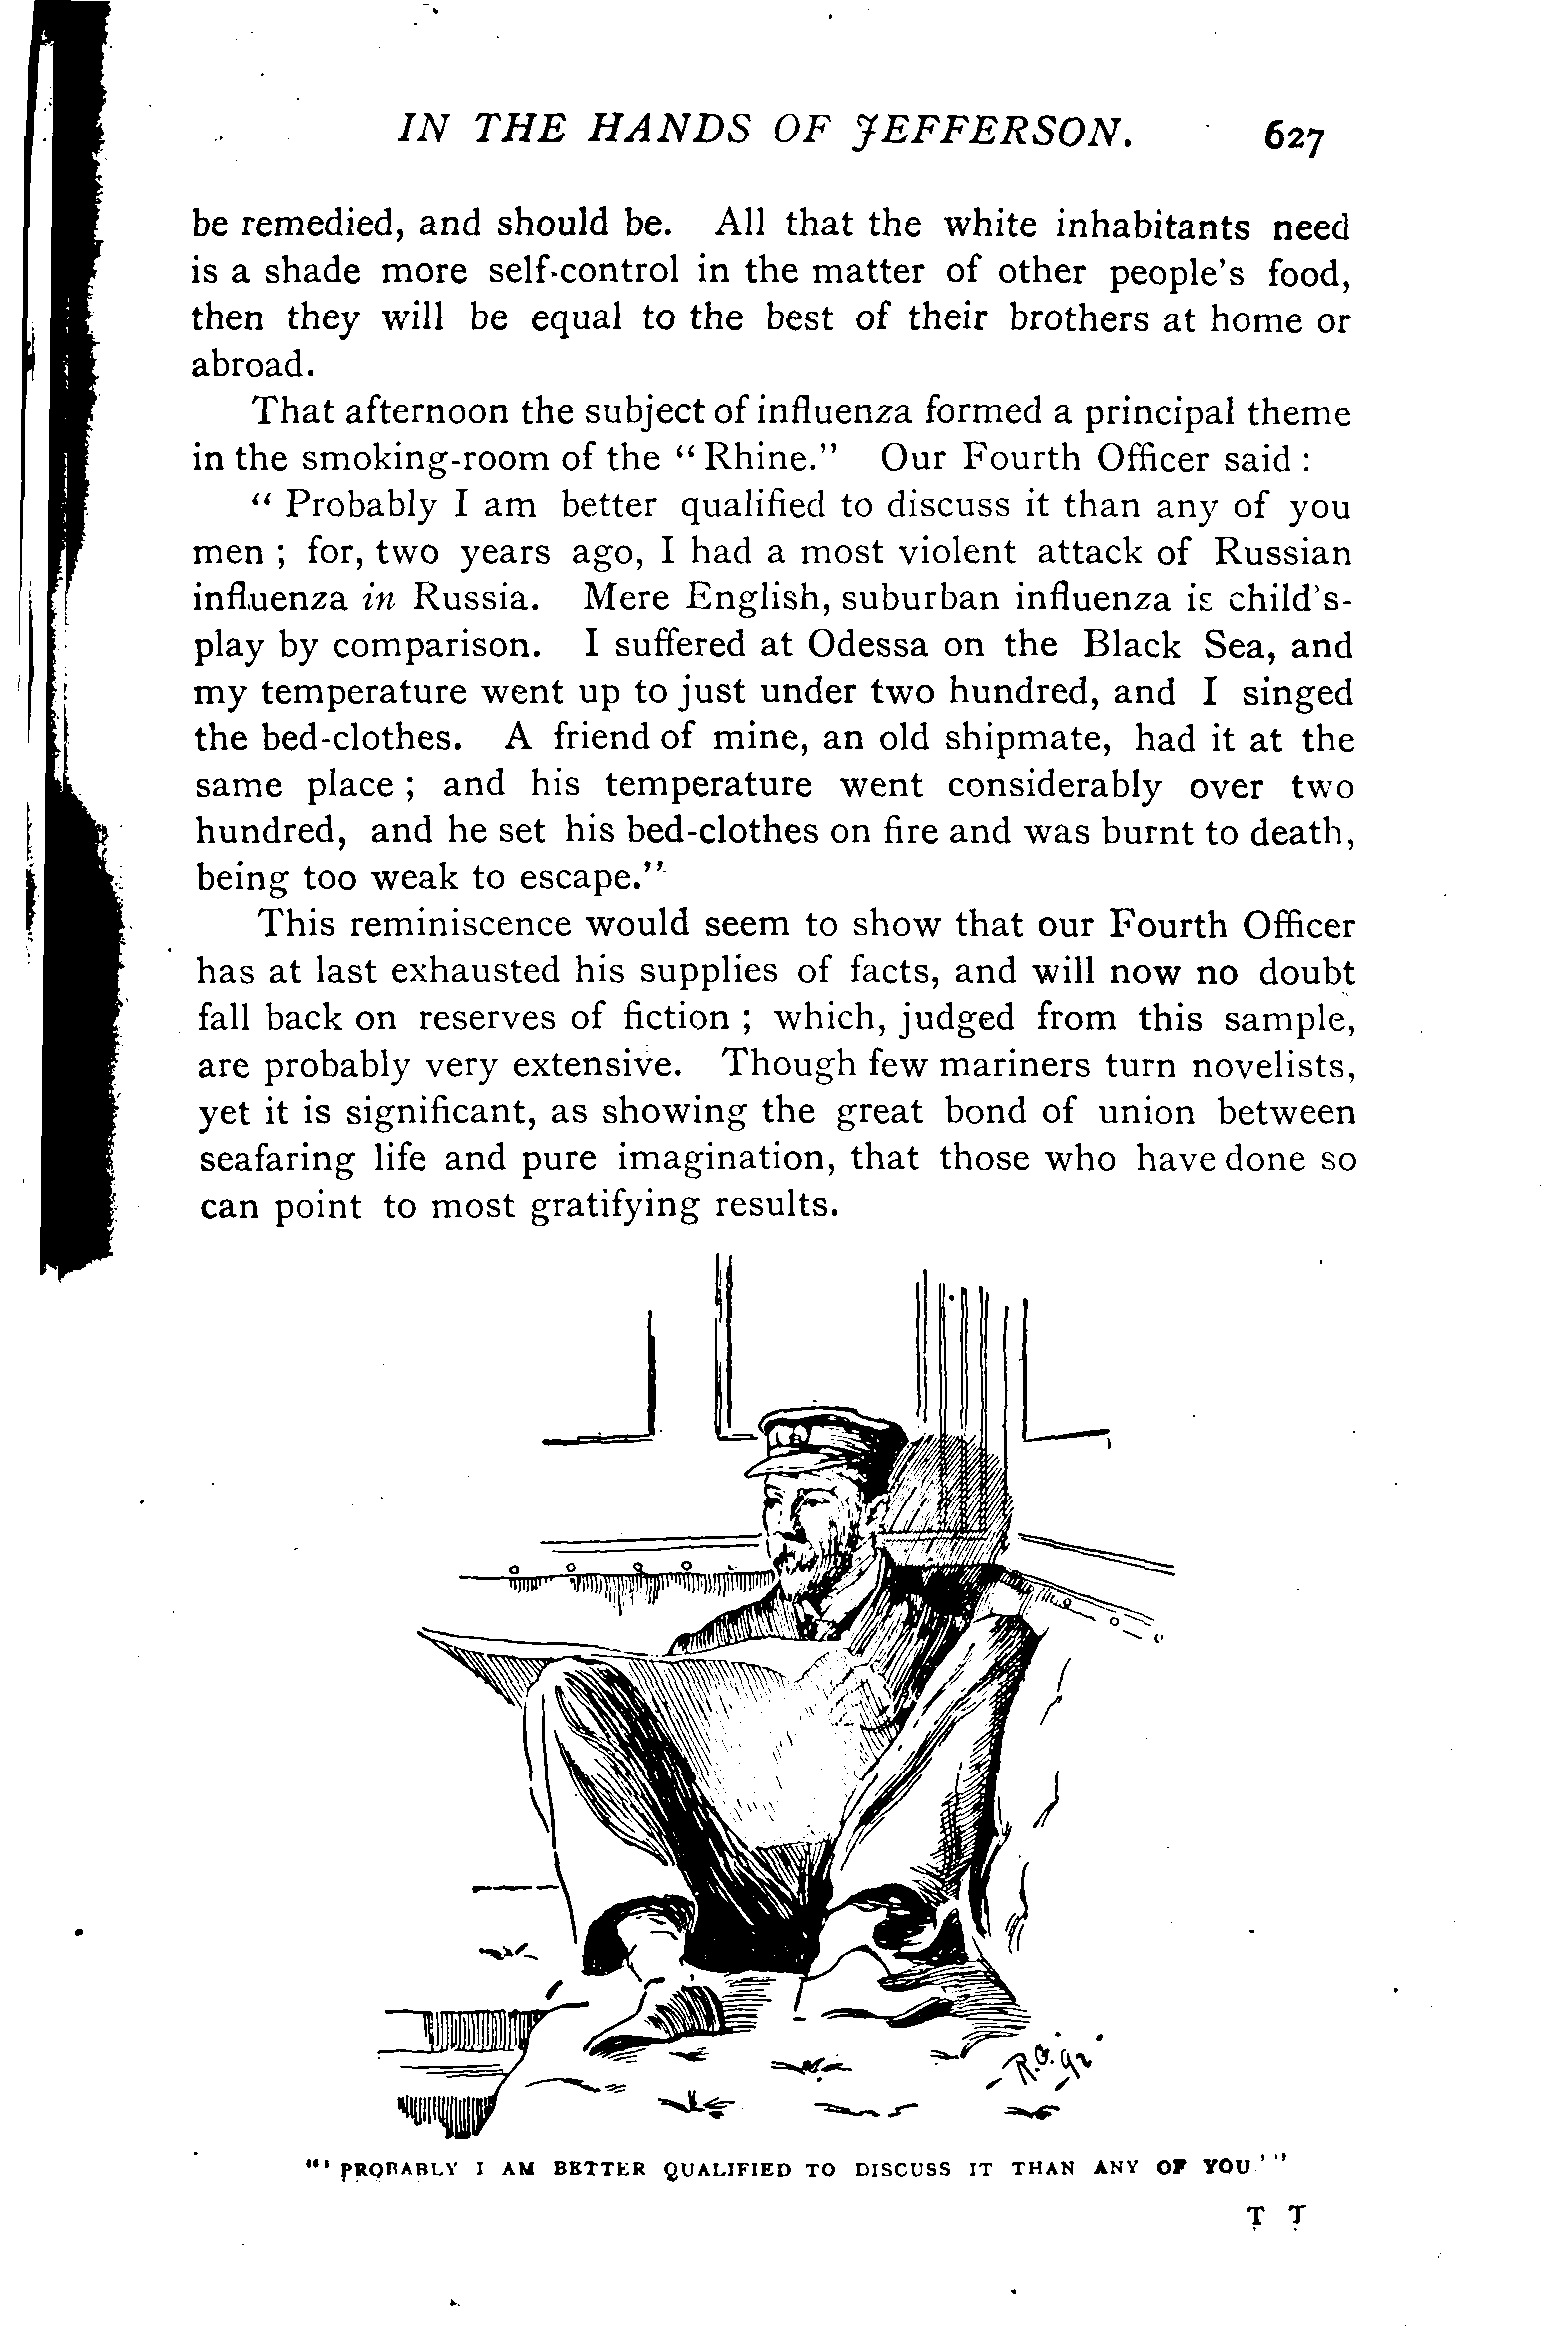 IN THE HANDS OF JEFFERSON. 627
be remedied, and should be. All that the white inhabitants need
is a shade more self-control in the matter of other people's food,
then they will be equal to the best of their brothers at home or
abroad.
That afternoon the subject of influenza formed a principal theme
in the smoking-room of the "Rhine." Our Fourth Officer said :
"Probably I am better qualified to discuss it than any of you
men ; for, two years ago, I had a most violent attack of Russian
influenza in Russia. Mere English, suburban influenza is child's-
play by comparison. I suffered at Odessa on the Black Sea, and
my temperature went up to just under two hundred, and I singed
the bed-clothes. A friend of mine, an old shipmate, had it at the
same place ; and his temperature went considerably over two
hundred, and he set his bed-clothes on fire and was burnt to death,
being too weak to escape."
This reminiscence would seem to show that our Fourth Officer
has at last exhausted his supplies of facts, and will now no doubt
fall back on reserves of fiction ; which, judged from this sample,
are probably very extensive. Though few mariners turn novelists,
yet it is significant, as showing the great bond of union between
seafaring life and pure imagination, that those who have done so
can point to most gratifying results.
R.G. 92
"'PROBABLY I AM BETTER QUALIFIED TO DISCUSS IT THAN ANY OF YOU'"
T T